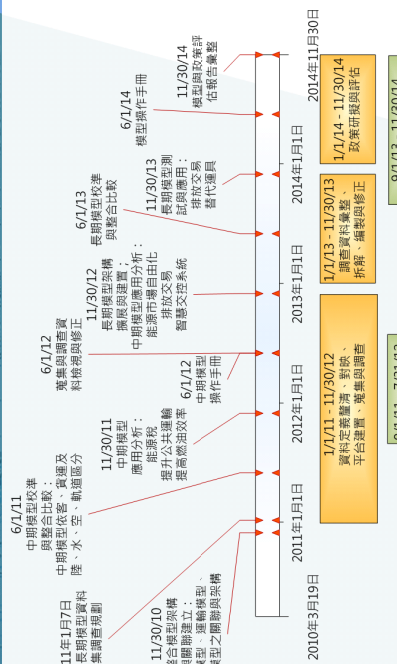 11年1月7日
長期模型資料
集調查規劃
11/30/10
整合模型架構
與關聯建立：
模型、運輸模型、
模型之關聯與架構
6/1/11
中期模型校準
與整合比較：
中期模型依客、貨運及
陸、水、空、軌道區分
11/30/11
中期模型
應用分析：
能源稅
提升公共運輸
提高燃油效率
6/1/12
蒐集與調查資
料檢視與修正
6/1/12
中期模型
操作手冊
11/30/12
長期模型架構
擴展與建置；
中期模型應用分析：
能源市場自由化
排放交易
智慧交控系統
6/1/13
長期模型校準
與整合比較
11/30/13
長期模型測
試與應用：
排放交易
替代運具
6/1/14
模型操作手冊
11/30/14
模型與政策評
估報告彙整
2010年3月19日
2011年1月1日
2012年1月1日
2013年1月1日
2014年1月1日
2014年11月30日
1/1/11 - 11/30/12
資料定義釐清、對映、
平台建置、蒐集與調查
1/1/13 - 11/30/13
調查資料彙整、
拆解、編製與修正
1/1/14 - 11/30/14
政策研擬與評估